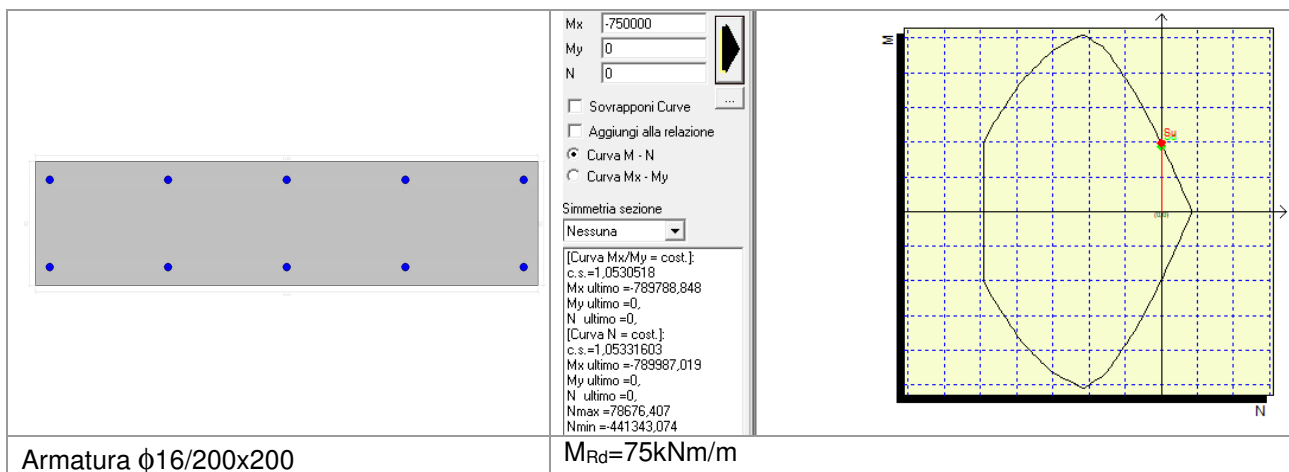 Mx -750000
My 0
N 0
...
Sovrapponi Curve
Aggiungi alla relazione
Curva M - N
Curva Mx - My
Simmetria sezione
Nessuna
[Curva Mx/My = cost.]:
c.s.=1,0530518
Mx ultimo =-789788,848
My ultimo =0,
N ultimo =0,
[Curva N = cost.]:
c.s.=1,05331603
Mx ultimo =-789987,019
My ultimo =0,
N ultimo =0,
Nmax =78676,407
Nmin =-441343,074
M
Su
N
Armatura ϕ16/200x200
MRd=75kNm/m